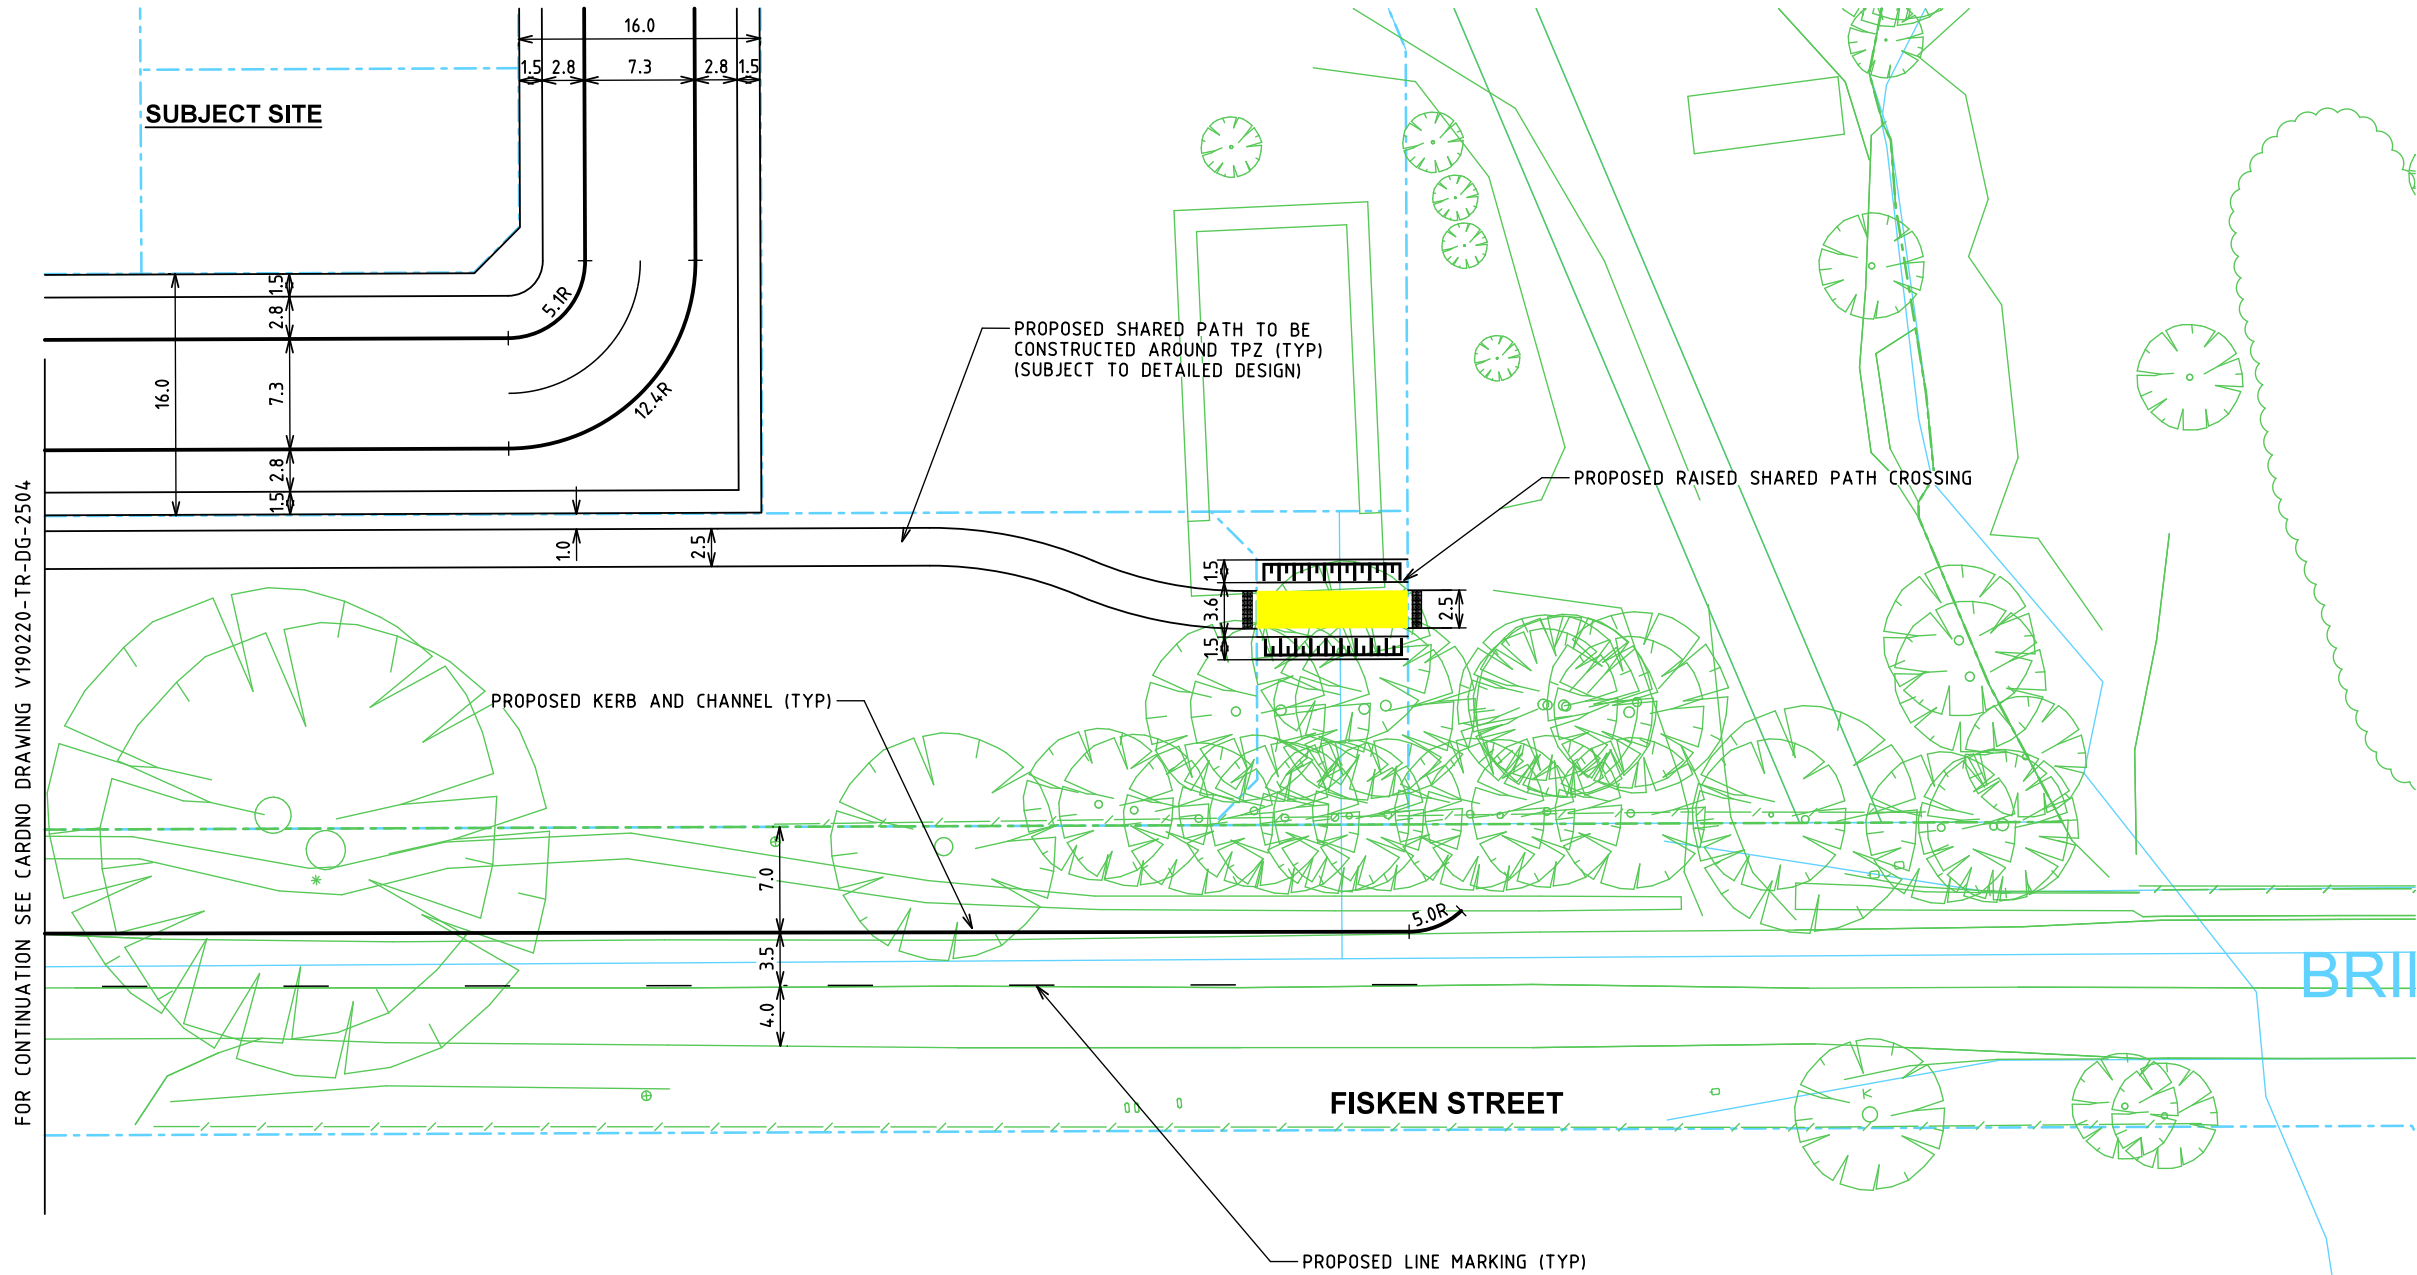 16.0
1.5 2.8 7.3 2.8 1.5
SUBJECT SITE
1.5
2.8
16.0
7.3
2.8
1.5
5.1R
12.4R
PROPOSED SHARED PATH TO BE
CONSTRUCTED AROUND TPZ (TYP)
(SUBJECT TO DETAILED DESIGN)
PROPOSED RAISED SHARED PATH CROSSING
1.0
2.5
1.5
3.6
1.5
2.5
PROPOSED KERB AND CHANNEL (TYP)
7.0
3.5
4.0
5.0R
FISKEN STREET
PROPOSED LINE MARKING (TYP)
FOR CONTINUATION SEE CARDNO DRAWING V190220-TR-DG-2504